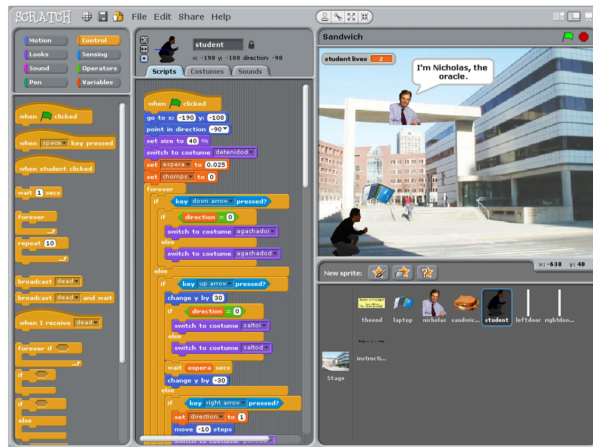 SCRATCH File Edit Share Help
Motion Control
Looks Sensing
Sound Operators
Pen Variables
when clicked
when space key pressed
when student clicked
wait 1 secs
forever
repeat 10
broadcast dead
broadcast dead and wait
when I receive dead
forever if
if
if
else
student
x: -190 y: -108 direction: -90
Scripts Costumes Sounds
when clicked
go to x: -190 y: -108
point in direction -90
set size to 40 %
switch to costume detenidod
set espera to 0.025
set chomps to 0
forever
if key down arrow pressed?
if direction = 0
switch to costume agachadoi
else
switch to costume agachadod
else
if key up arrow pressed?
change y by 30
if direction = 0
switch to costume saltoi
else
switch to costume saltod
wait espera secs
change y by -30
else
if key right arrow pressed?
set direction to 1
move -10 steps
Sandwich
student lives 2
I'm Nicholas, the
oracle.
x: -638 y: 40
New sprite:
theend laptop nicholas sandwic... student leftdoor rightdoo...
instructi...
Stage